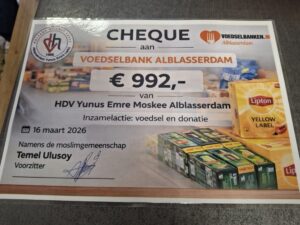 CHEQUE
aan
VOEDSELBANKEN.NL
Alblasserdam
VOEDSELBANK ALBLASSERDAM
€ 992,-
van
HDV Yunus Emre Moskee Alblasserdam
Inzamelactie: voedsel en donatie
16 maart 2026
Namens de moslimgemeenschap
Temel Ulusoy
Voorzitter
Lipton
YELLOW LABEL